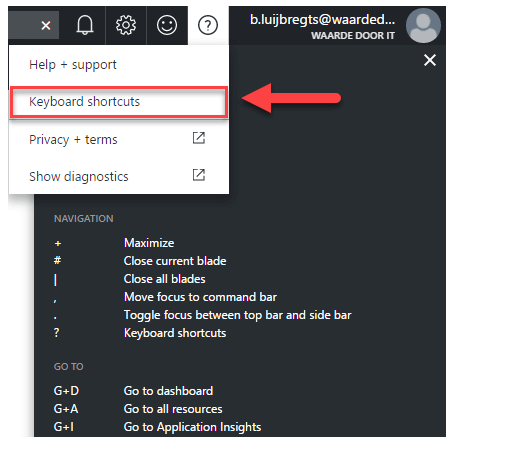 b.luijbregts@waarded...
WAARDE DOOR IT
Help + support
Keyboard shortcuts
Privacy + terms
Show diagnostics
NAVIGATION
+ Maximize
# Close current blade
| Close all blades
, Move focus to command bar
. Toggle focus between top bar and side bar
? Keyboard shortcuts
GO TO
G+D Go to dashboard
G+A Go to all resources
G+I Go to Application Insights